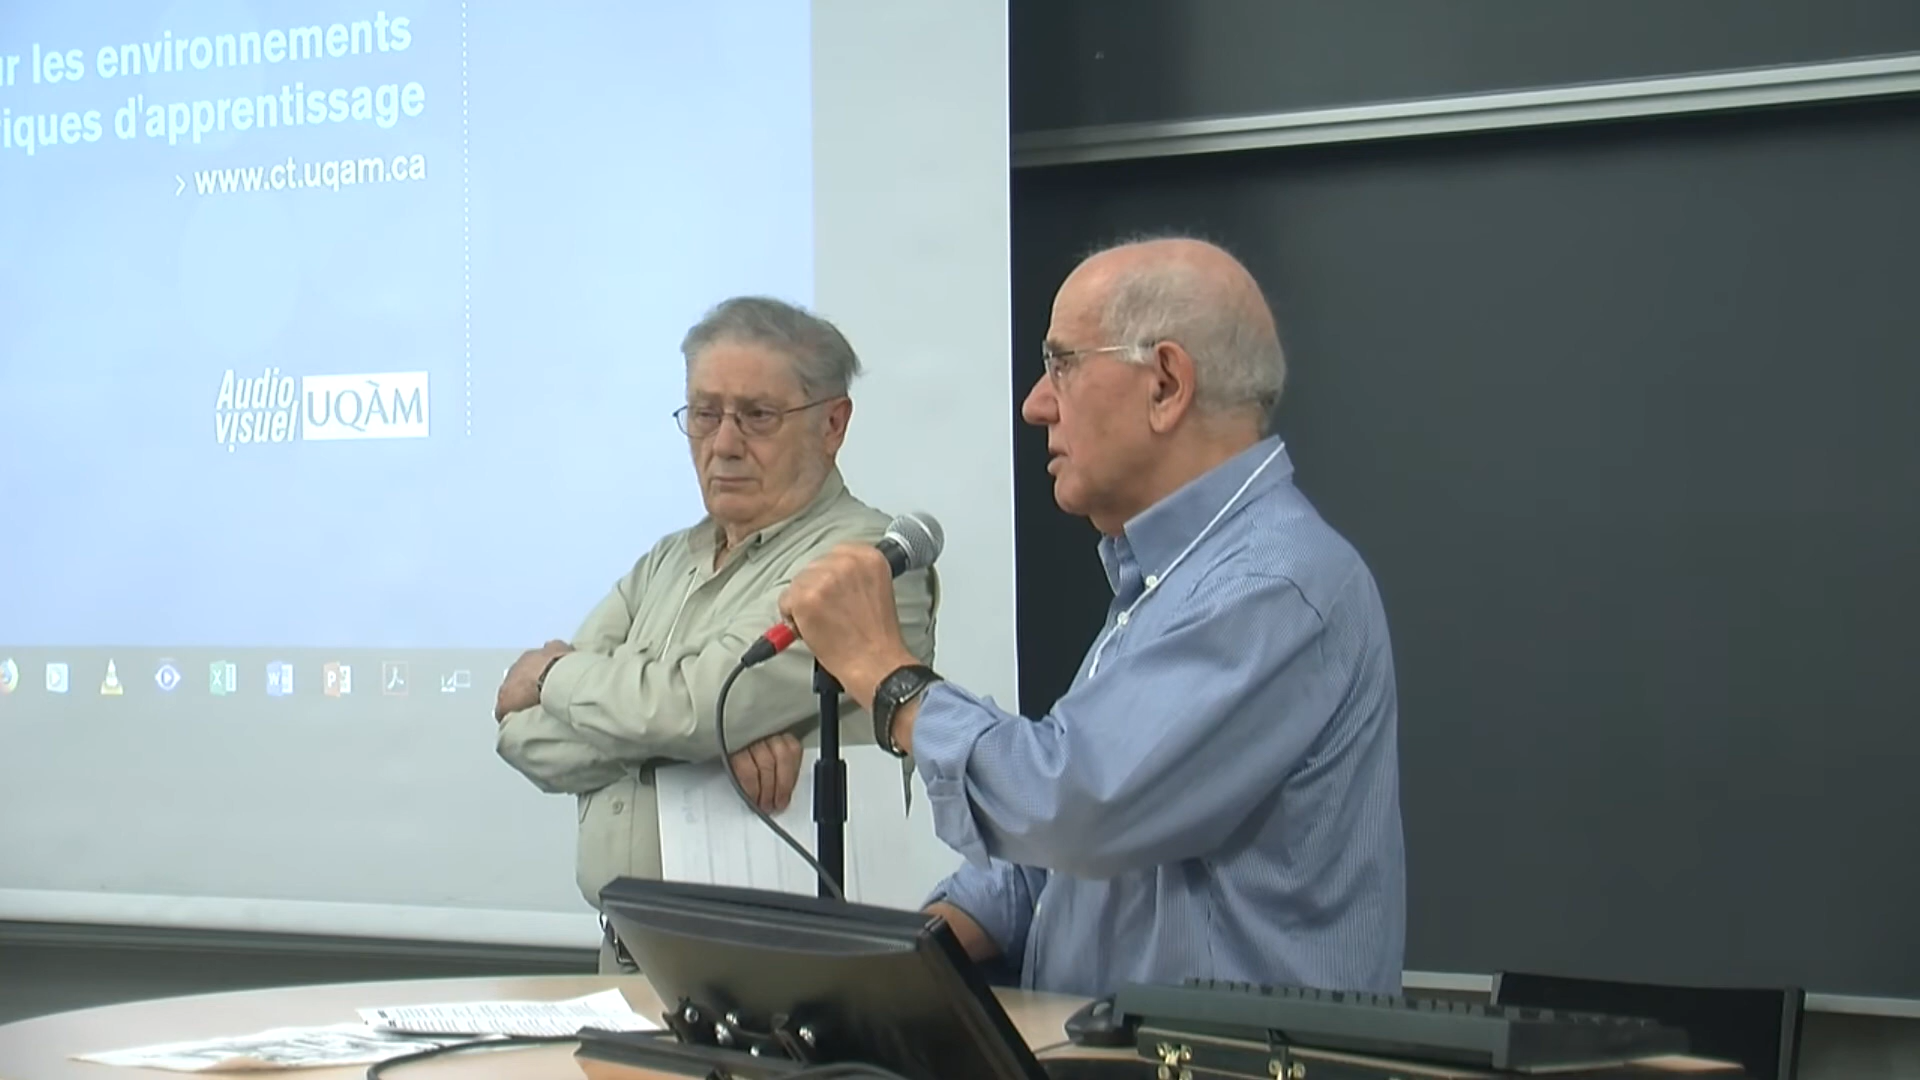 r les environnements
iques d'apprentissage
> www.ct.uqam.ca
Audio
visuel
UQÀM